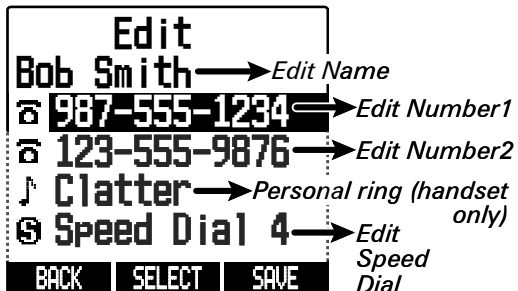 Edit
Bob Smith Edit Name
987-555-1234 Edit Number1
123-555-9876 Edit Number2
Clatter Personal ring (handset
only)
Speed Dial 4 Edit
Speed
Dial
BACK SELECT SAVE